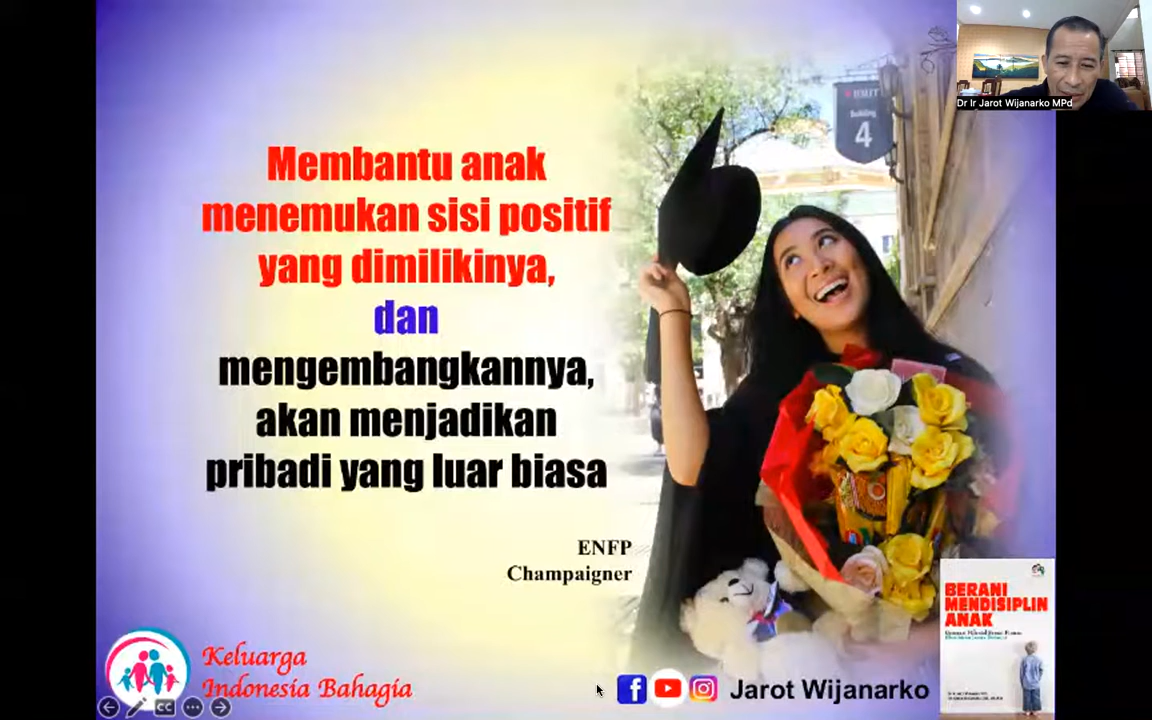 Dr Ir Jarot Wijanarko MPd
Building
4
Membantu anak
menemukan sisi positif
yang dimilikinya,
dan
mengembangkannya,
akan menjadikan
pribadi yang luar biasa
ENFP
Champaigner
BERANI
MENDISIPLIN
ANAK
Keluarga
Indonesia Bahagia
Jarot Wijanarko
CC